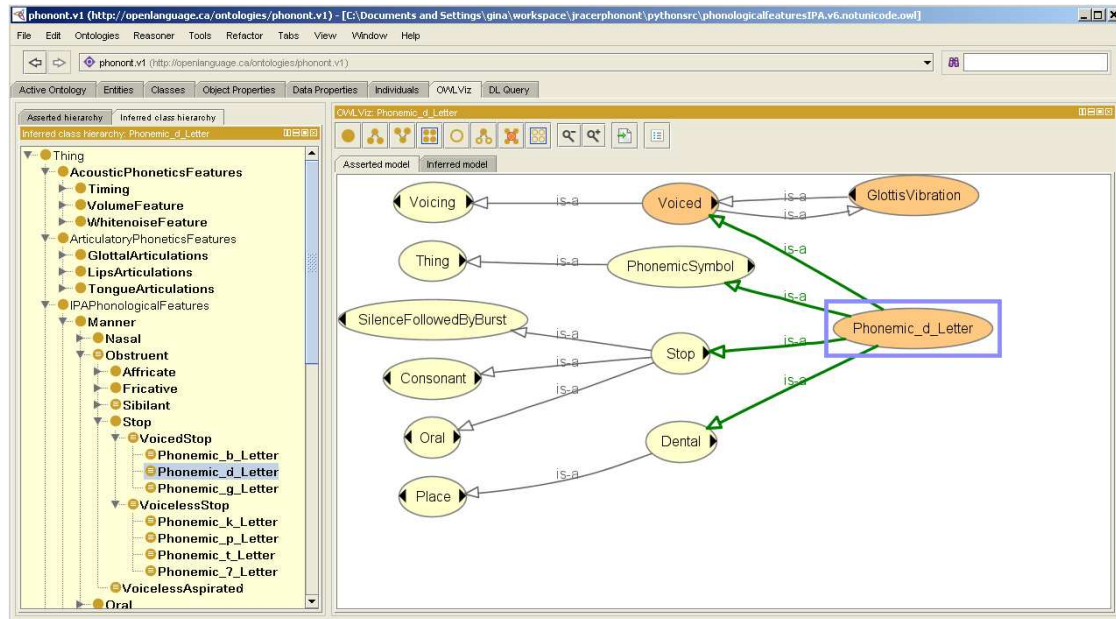 phonont.v1 (http://openlanguage.ca/ontologies/phonont.v1) - [C:\Documents and Settings\gina\workspace\jracerphonont\pythonsrc\phonologicalfeaturesIPA.v6.notunicode.owl]
File Edit Ontologies Reasoner Tools Refactor Tabs View Window Help
phonont.v1 (http://openlanguage.ca/ontologies/phonont.v1)
Active Ontology Entities Classes Object Properties Data Properties Individuals OWLViz DL Query
Asserted hierarchy Inferred class hierarchy
Inferred class hierarchy: Phonemic_d_Letter
Thing
AcousticPhoneticsFeatures
Timing
VolumeFeature
WhitenoiseFeature
ArticulatoryPhoneticsFeatures
GlottalArticulations
LipsArticulations
TongueArticulations
IPAPhonologicalFeatures
Manner
Nasal
Obstruent
Affricate
Fricative
Sibilant
Stop
VoicedStop
Phonemic_b_Letter
Phonemic_d_Letter
Phonemic_g_Letter
VoicelessStop
Phonemic_k_Letter
Phonemic_p_Letter
Phonemic_t_Letter
Phonemic_?_Letter
VoicelessAspirated
Oral
OWLViz: Phonemic_d_Letter
Asserted model Inferred model
Voicing is-a Voiced is-a GlottisVibration
is-a
is-a
Thing is-a PhonemicSymbol
is-a
SilenceFollowedByBurst is-a Stop is-a Phonemic_d_Letter
Consonant is-a
is-a
is-a
Oral Dental
is-a
Place